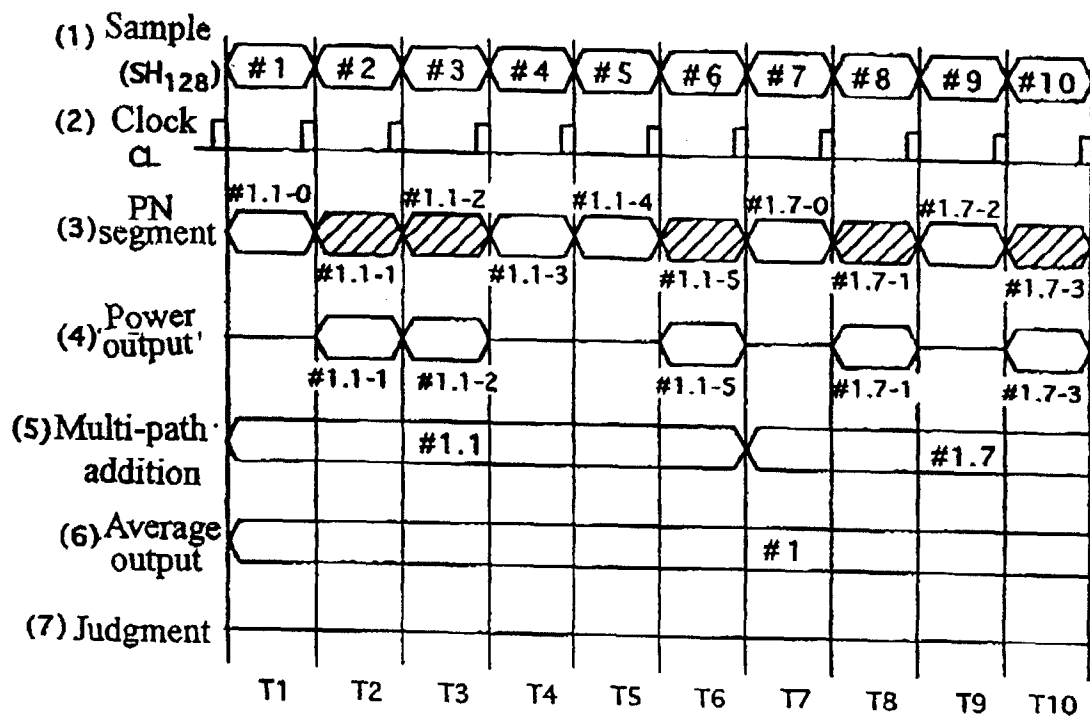 (1) Sample
(SH128)
#1 #2 #3 #4 #5 #6 #7 #8 #9 #10
(2) Clock
CL
#1.1-0 #1.1-2 #1.1-4 #1.7-0 #1.7-2
PN
(3) segment
#1.1-1 #1.1-3 #1.1-5 #1.7-1 #1.7-3
Power
(4) output
#1.1-1 #1.1-2 #1.1-5 #1.7-1 #1.7-3
(5) Multi-path
addition
#1.1 #1.7
(6) Average
output
#1
(7) Judgment
T1 T2 T3 T4 T5 T6 T7 T8 T9 T10